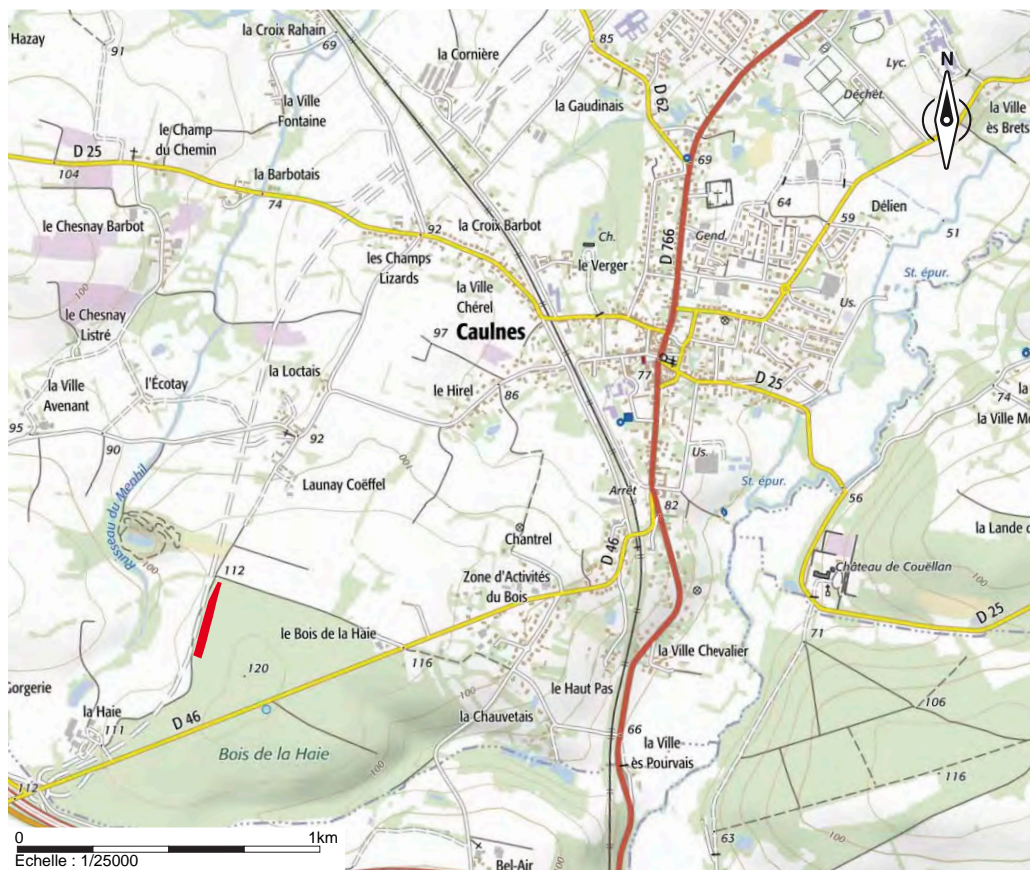 Hazay
91
la Croix Rahain
69
la Cornière
85
Lyc.
N
la Gaudinais
D 62
Déchèt.
la Ville
ès Brets
la Ville
Fontaine
le Champ
du Chemin
D 25
104
la Barbotais
74
69
64
59
Délien
51
le Chesnay Barbot
92
la Croix Barbot
Ch.
le Verger
D 766
Gend.
les Champs
Lizards
St. épur.
Us.
100
la Ville
Chérel
le Chesnay
Listré
97
Caulnes
la Loctais
l'Écotay
la Ville
Avenant
le Hirel
86
77
D 25
74
la Ville
95
90
92
100
Us.
Launay Coëffel
Arrêt
82
St. épur.
56
la Lande
Ruisseau du Menhil
100
Chantrel
D 46
112
Zone d'Activités
du Bois
Château de Couëllan
100
D 25
le Bois de la Haie
116
71
la Ville Chevalier
120
100
le Haut Pas
106
la Haie
111
D 46
la Chauvetais
66
la Ville
ès Pourvais
Bois de la Haie
100
116
112
0
1km
Echelle : 1/25000
63
Bel-Air
100
100